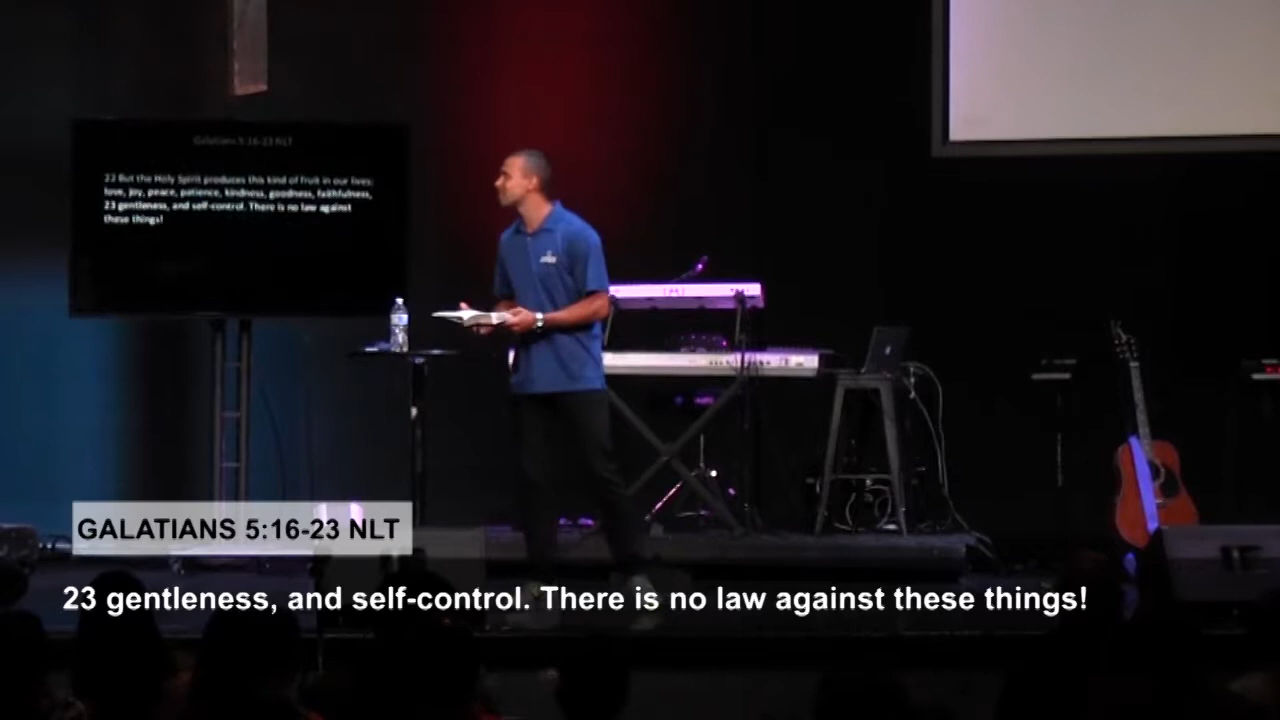 Galatians 5:16-23 NLT
22 But the Holy Spirit produces this kind of fruit in our lives:
love, joy, peace, patience, kindness, goodness, faithfulness,
23 gentleness, and self-control. There is no law against
these things!
GALATIANS 5:16-23 NLT
23 gentleness, and self-control. There is no law against these things!